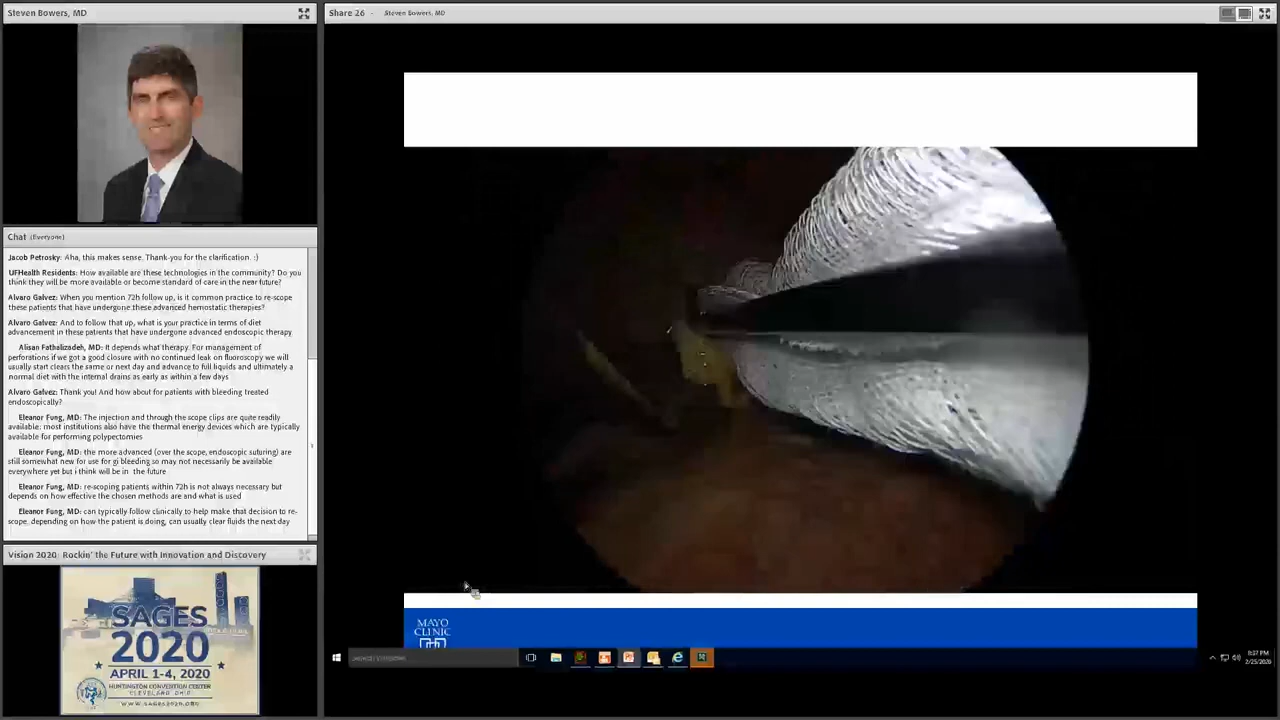 Steven Bowers, MD
Share 26 - Steven Bowers, MD
Chat (Everyone)
Jacob Petrosky: Aha, this makes sense. Thank-you for the clarification. :)
UFHealth Residents: How available are these technologies in the community? Do you
think they will be more available or become standard of care in the near future?
Alvaro Galvez: When you mention 72h follow up, is it common practice to re-scope
these patients that have undergone these advanced hemostatic therapies?
Alvaro Galvez: And to follow that up, what is your practice in terms of diet
advancement in these patients that have undergone advanced endoscopic therapy
Alisan Fathalizadeh, MD: It depends what therapy. For management of
perforations if we got a good closure with no continued leak on fluoroscopy we will
usually start clears the same or next day and advance to full liquids and ultimately a
normal diet with the internal drains as early as within a few days
Alvaro Galvez: Thank you! And how about for patients with bleeding treated
endoscopically?
Eleanor Fung, MD: The injection and through the scope clips are quite readily
available; most institutions also have the thermal energy devices which are typically
available for performing polypectomies
Eleanor Fung, MD: the more advanced (over the scope, endoscopic suturing) are
still somewhat new for use for gi bleeding so may not necessarily be available
everywhere yet but i think will be in the future
Eleanor Fung, MD: re-scoping patients within 72h is not always necessary but
depends on how effective the chosen methods are and what is used
Eleanor Fung, MD: can typically follow clinically to help make that decision to re-
scope, depending on how the patient is doing, can usually clear fluids the next day
Vision 2020: Rockin' the Future with Innovation and Discovery
SAGES
2020
APRIL 1-4, 2020
HUNTINGTON CONVENTION CENTER
CLEVELAND, OHIO
WWW.SAGES2020.ORG
MAYO
CLINIC
8:37 PM
2/25/2020